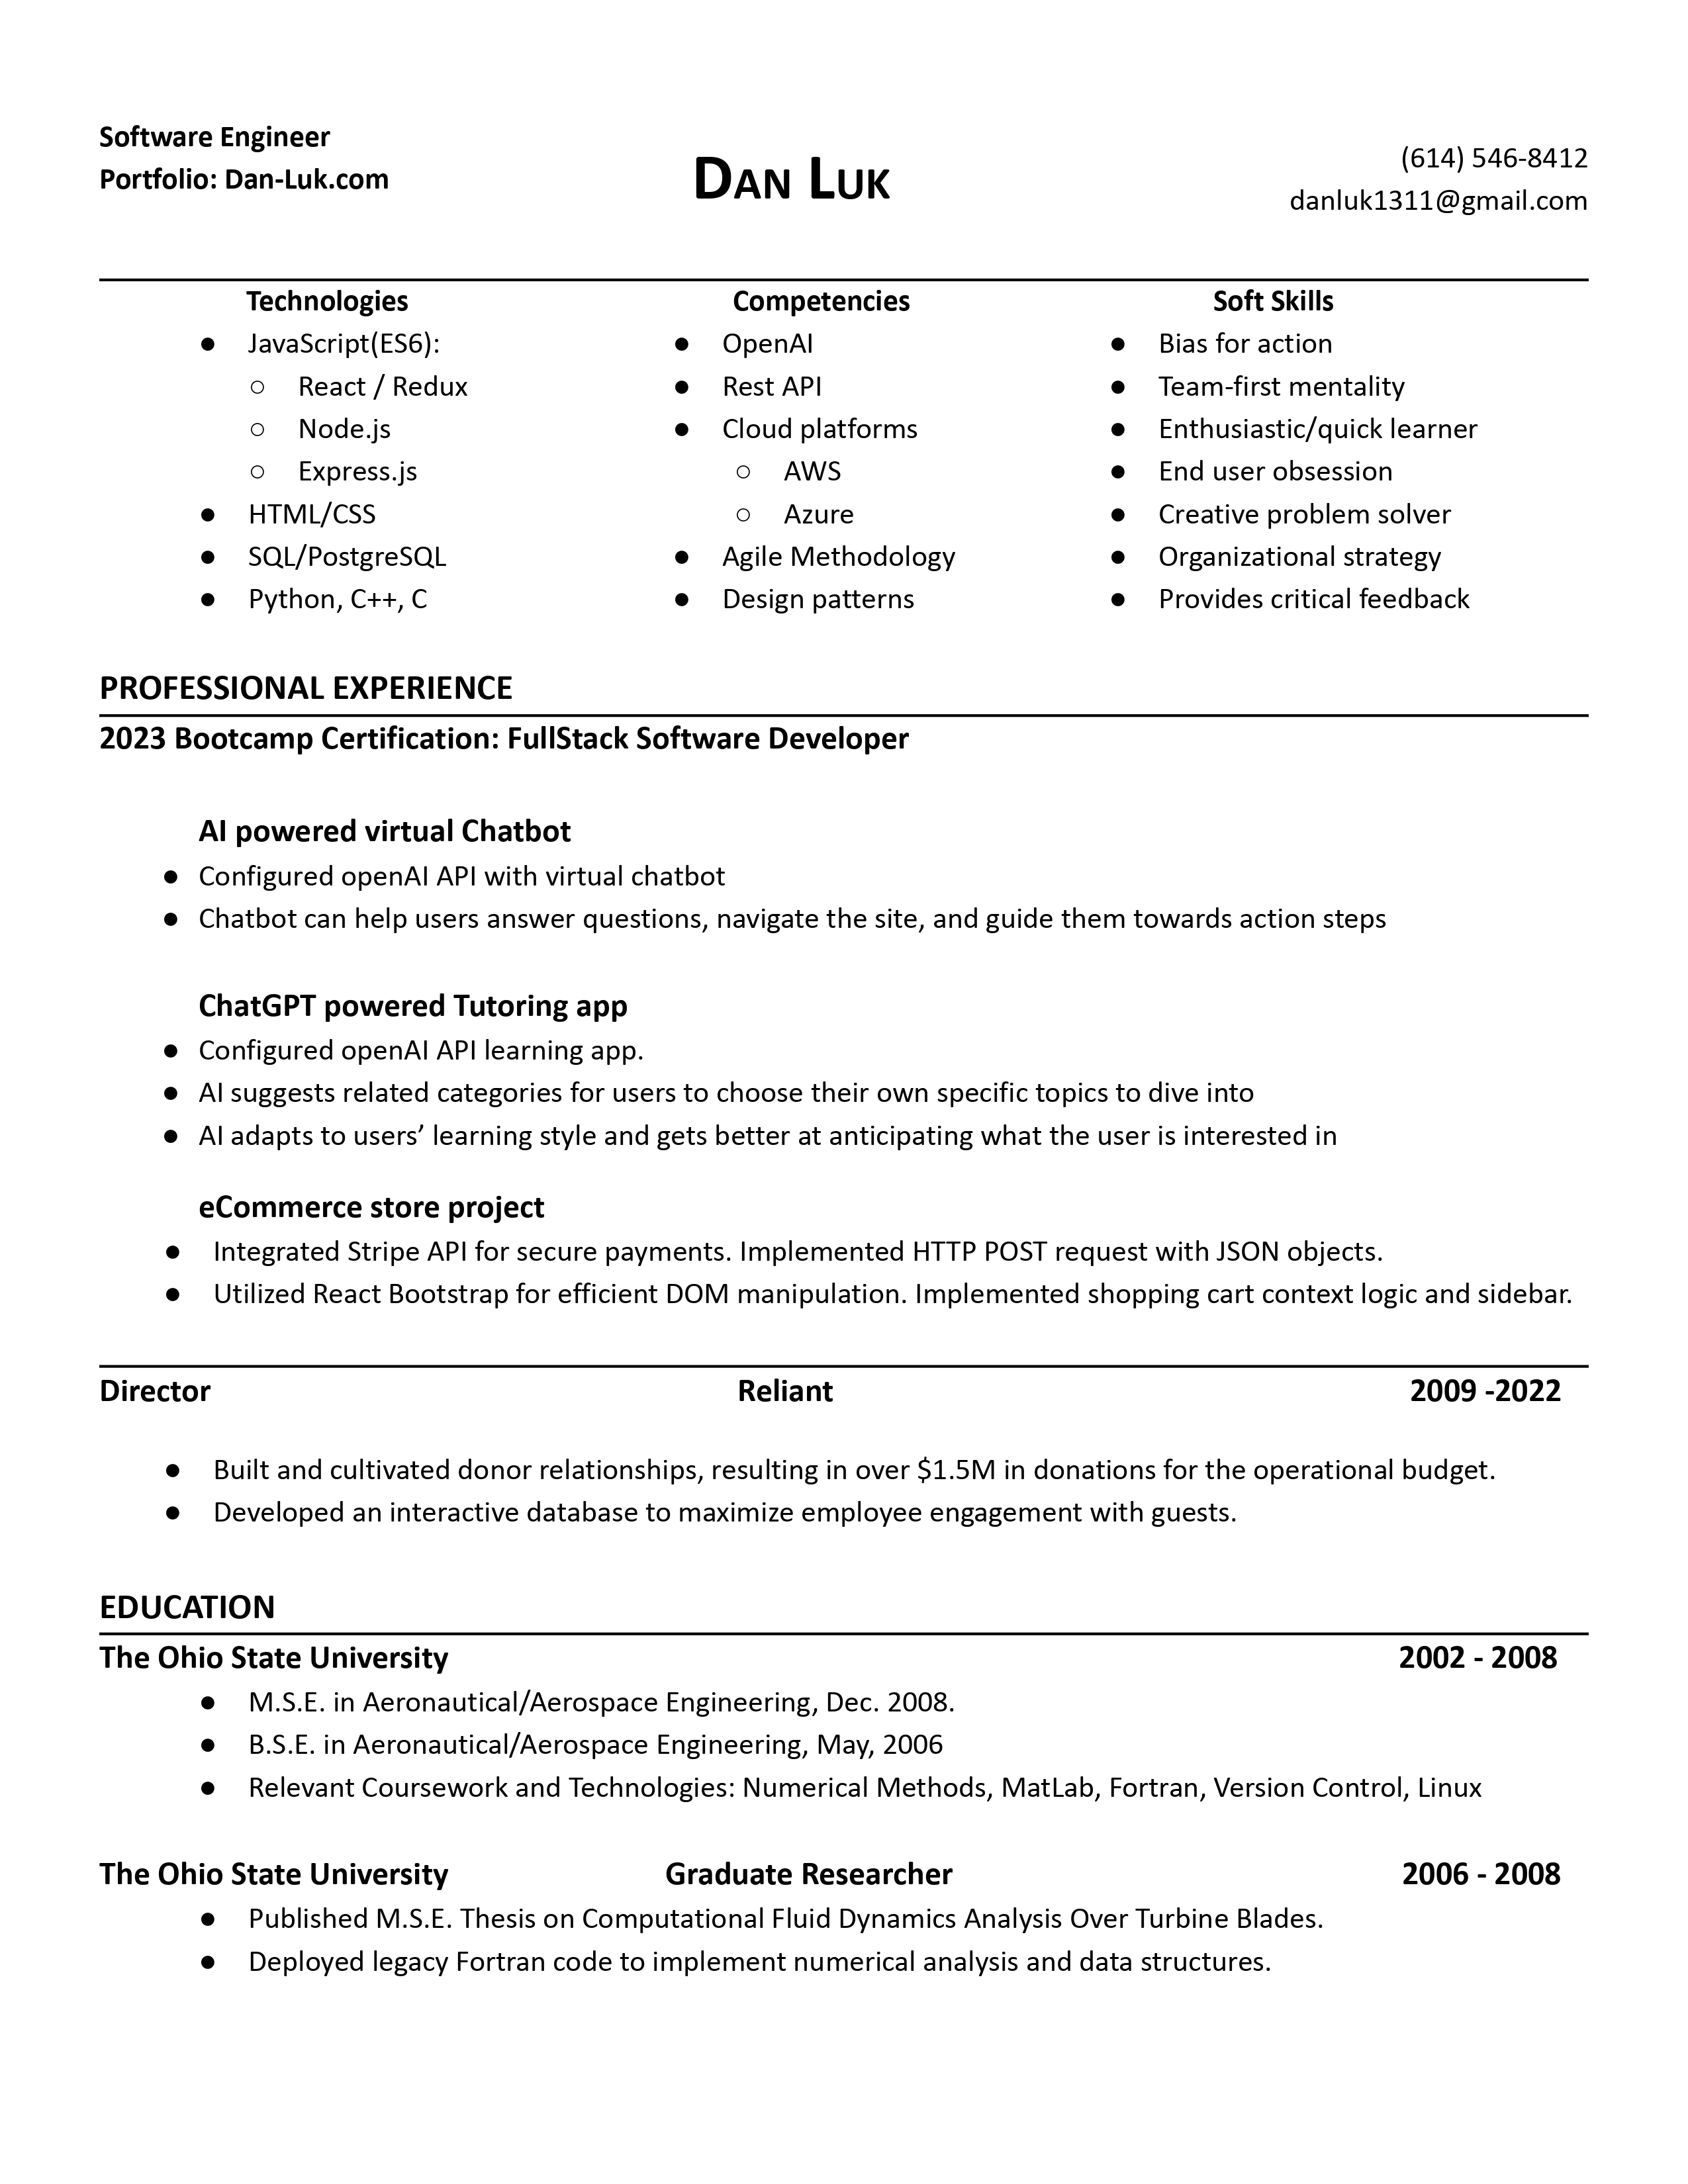 Software Engineer
Portfolio: Dan-Luk.com
DAN LUK
(614) 546-8412
danluk1311@gmail.com
Technologies
● JavaScript(ES6):
○ React / Redux
○ Node.js
○ Express.js
● HTML/CSS
● SQL/PostgreSQL
● Python, C++, C
Competencies
● OpenAI
● Rest API
● Cloud platforms
○ AWS
○ Azure
● Agile Methodology
● Design patterns
Soft Skills
● Bias for action
● Team-first mentality
● Enthusiastic/quick learner
● End user obsession
● Creative problem solver
● Organizational strategy
● Provides critical feedback
PROFESSIONAL EXPERIENCE
2023 Bootcamp Certification: FullStack Software Developer
AI powered virtual Chatbot
● Configured openAI API with virtual chatbot
● Chatbot can help users answer questions, navigate the site, and guide them towards action steps
ChatGPT powered Tutoring app
● Configured openAI API learning app.
● AI suggests related categories for users to choose their own specific topics to dive into
● AI adapts to users’ learning style and gets better at anticipating what the user is interested in
eCommerce store project
● Integrated Stripe API for secure payments. Implemented HTTP POST request with JSON objects.
● Utilized React Bootstrap for efficient DOM manipulation. Implemented shopping cart context logic and sidebar.
Director Reliant 2009 -2022
● Built and cultivated donor relationships, resulting in over $1.5M in donations for the operational budget.
● Developed an interactive database to maximize employee engagement with guests.
EDUCATION
The Ohio State University 2002 - 2008
● M.S.E. in Aeronautical/Aerospace Engineering, Dec. 2008.
● B.S.E. in Aeronautical/Aerospace Engineering, May, 2006
● Relevant Coursework and Technologies: Numerical Methods, MatLab, Fortran, Version Control, Linux
The Ohio State University Graduate Researcher 2006 - 2008
● Published M.S.E. Thesis on Computational Fluid Dynamics Analysis Over Turbine Blades.
● Deployed legacy Fortran code to implement numerical analysis and data structures.